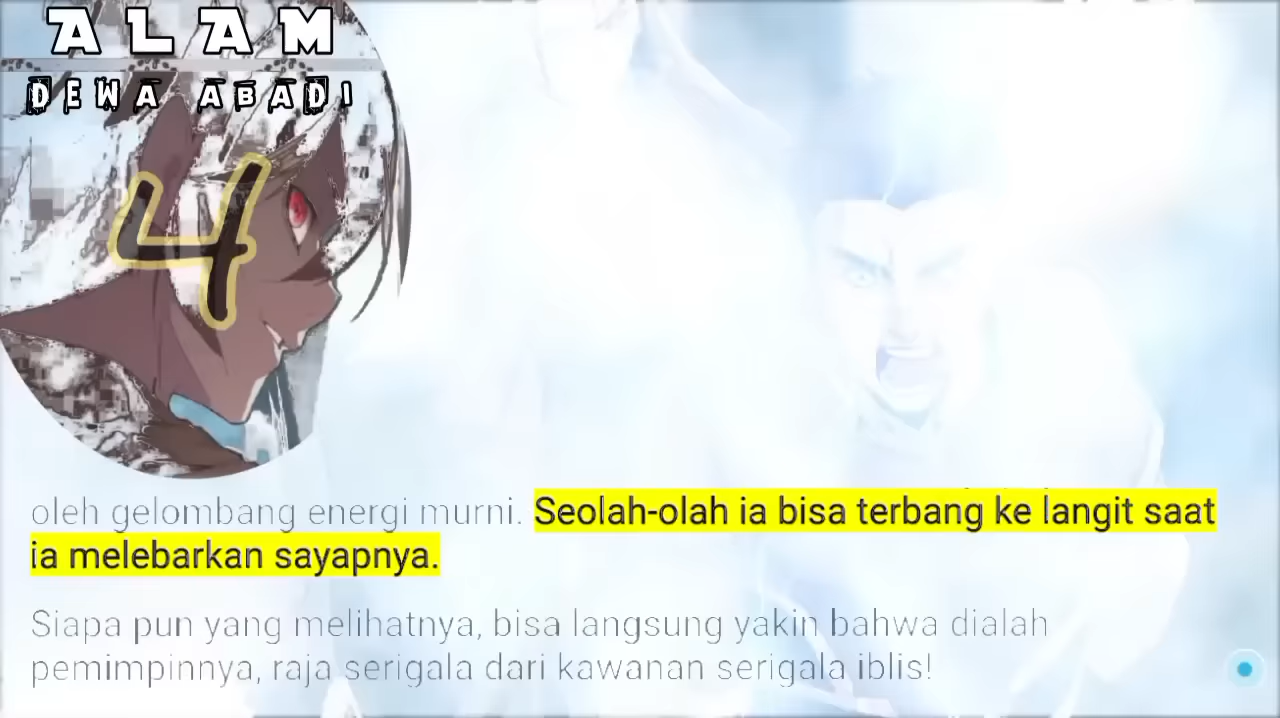 ALAM
DEWA ABADI
4
oleh gelombang energi murni. Seolah-olah ia bisa terbang ke langit saat
ia melebarkan sayapnya.
Siapa pun yang melihatnya, bisa langsung yakin bahwa dialah
pemimpinnya, raja serigala dari kawanan serigala iblis!